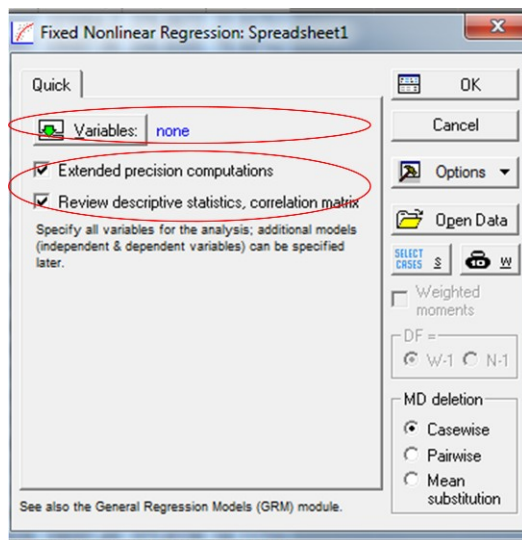 Fixed Nonlinear Regression: Spreadsheet1
Quick
Variables: none
Extended precision computations
Review descriptive statistics, correlation matrix
Specify all variables for the analysis; additional models
(independent & dependent variables) can be specified
later.
See also the General Regression Models (GRM) module.
OK
Cancel
Options
Open Data
SELECT
CASES S W
Weighted
moments
DF =
W-1 N-1
MD deletion
Casewise
Pairwise
Mean
substitution